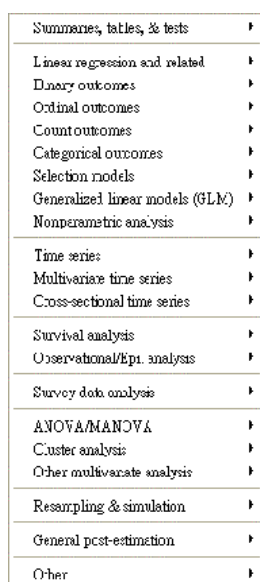 Summaries, tables, & tests
Linear regression and related
Binary outcomes
Ordinal outcomes
Count outcomes
Categorical outcomes
Selection models
Generalized linear models (GLM)
Nonparametric analysis
Time series
Multivariate time series
Cross-sectional time series
Survival analysis
Observational/Epi. analysis
Survey data analysis
ANOVA/MANOVA
Cluster analysis
Other multivariate analysis
Resampling & simulation
General post-estimation
Other